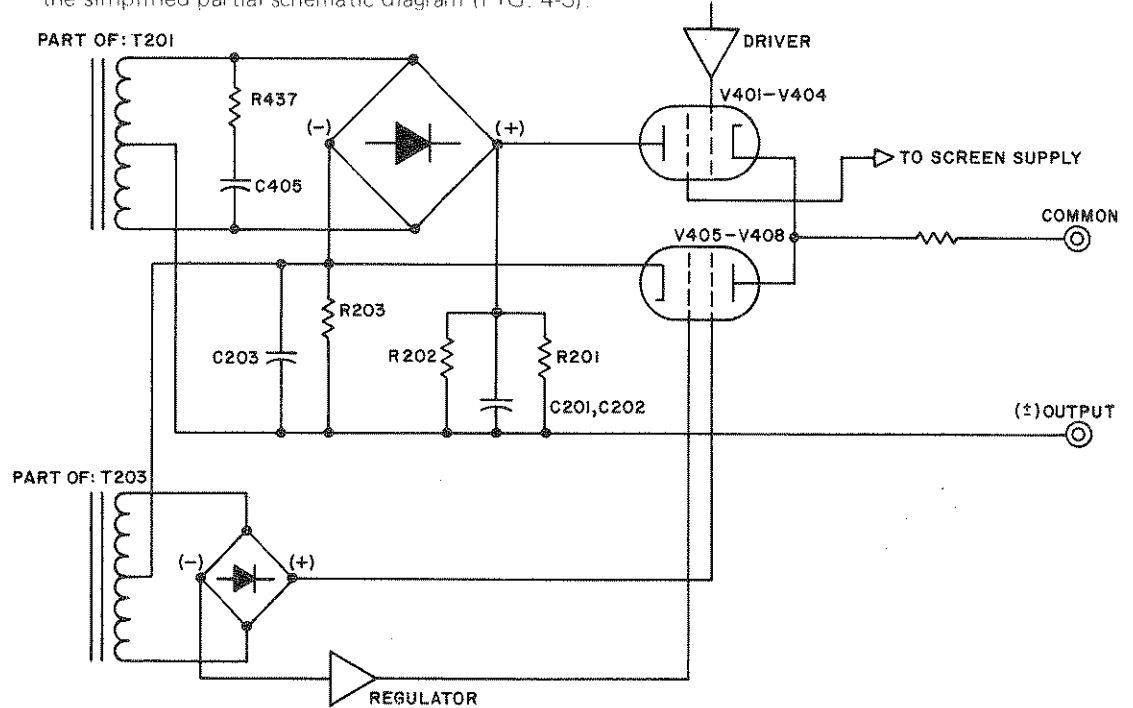 the simplified partial schematic diagram (FIG. 4-3).
PART OF: T201
DRIVER
V401-V404
R437
(-)
(+)
C405
TO SCREEN SUPPLY
COMMON
V405-V408
R203
C203
R202
R201
C201,C202
(±)OUTPUT
PART OF: T203
(-)
(+)
REGULATOR